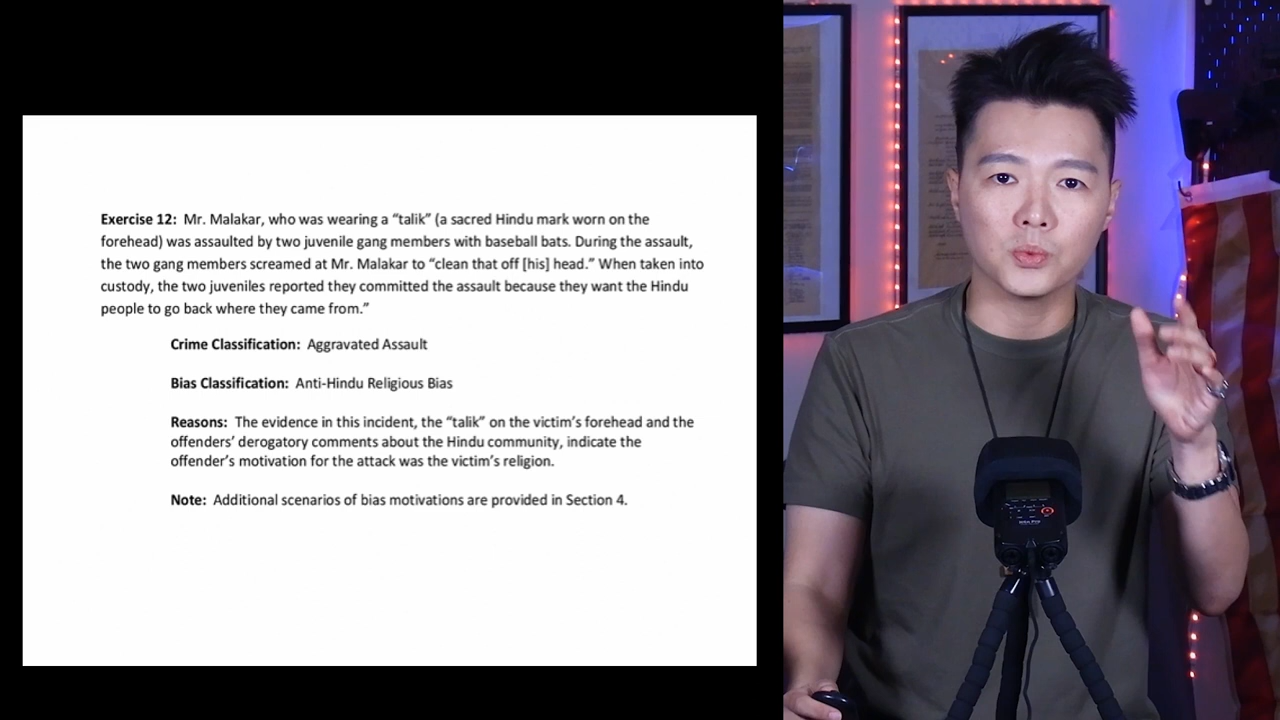 Exercise 12: Mr. Malakar, who was wearing a “talik” (a sacred Hindu mark worn on the
forehead) was assaulted by two juvenile gang members with baseball bats. During the assault,
the two gang members screamed at Mr. Malakar to “clean that off [his] head.” When taken into
custody, the two juveniles reported they committed the assault because they want the Hindu
people to go back where they came from.”
Crime Classification: Aggravated Assault
Bias Classification: Anti-Hindu Religious Bias
Reasons: The evidence in this incident, the “talik” on the victim’s forehead and the
offenders’ derogatory comments about the Hindu community, indicate the
offender’s motivation for the attack was the victim’s religion.
Note: Additional scenarios of bias motivations are provided in Section 4.